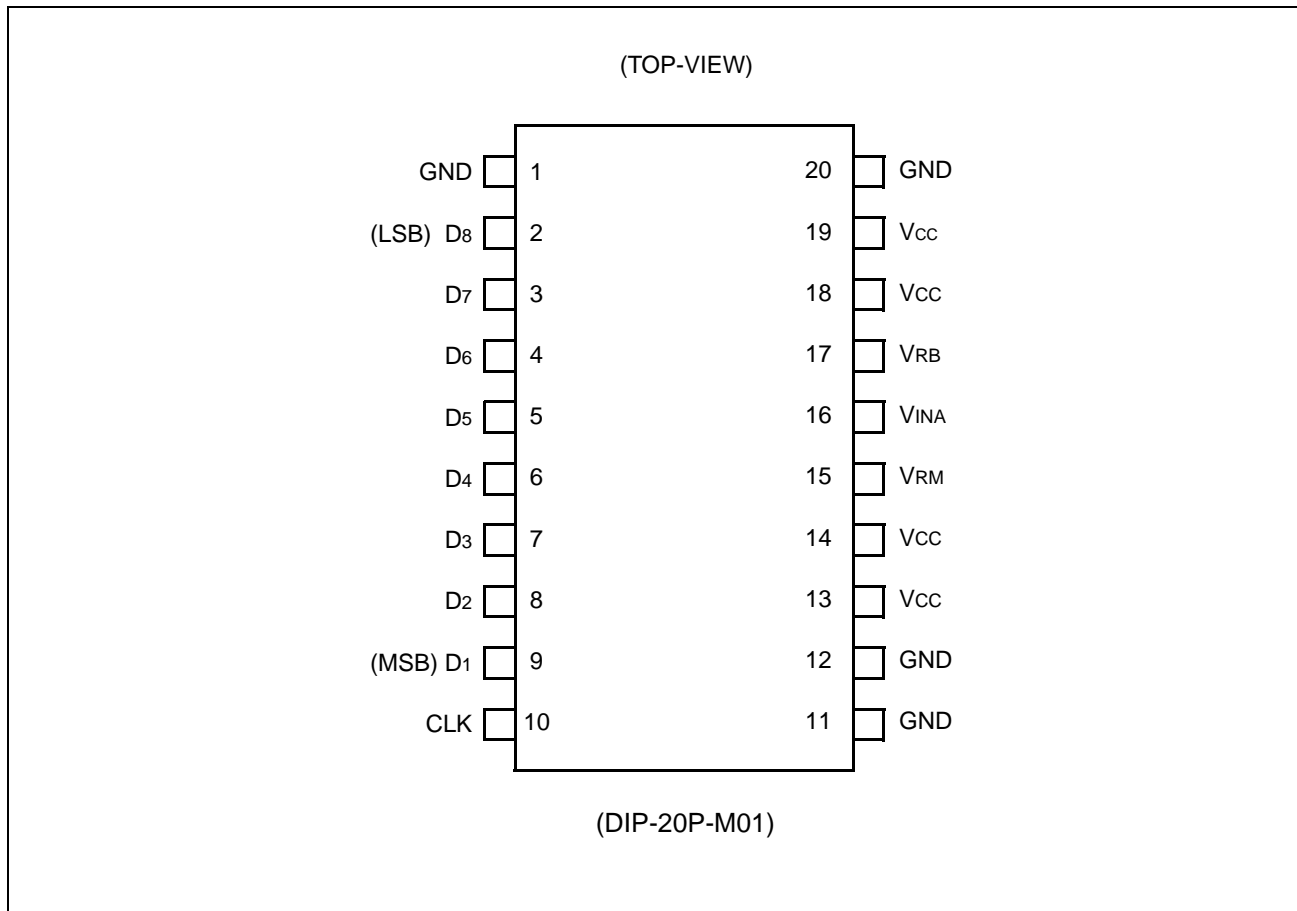 (TOP-VIEW)
GND 1 20 GND
(LSB) D8 2 19 VCC
D7 3 18 VCC
D6 4 17 VRB
D5 5 16 VINA
D4 6 15 VRM
D3 7 14 VCC
D2 8 13 VCC
(MSB) D1 9 12 GND
CLK 10 11 GND
(DIP-20P-M01)